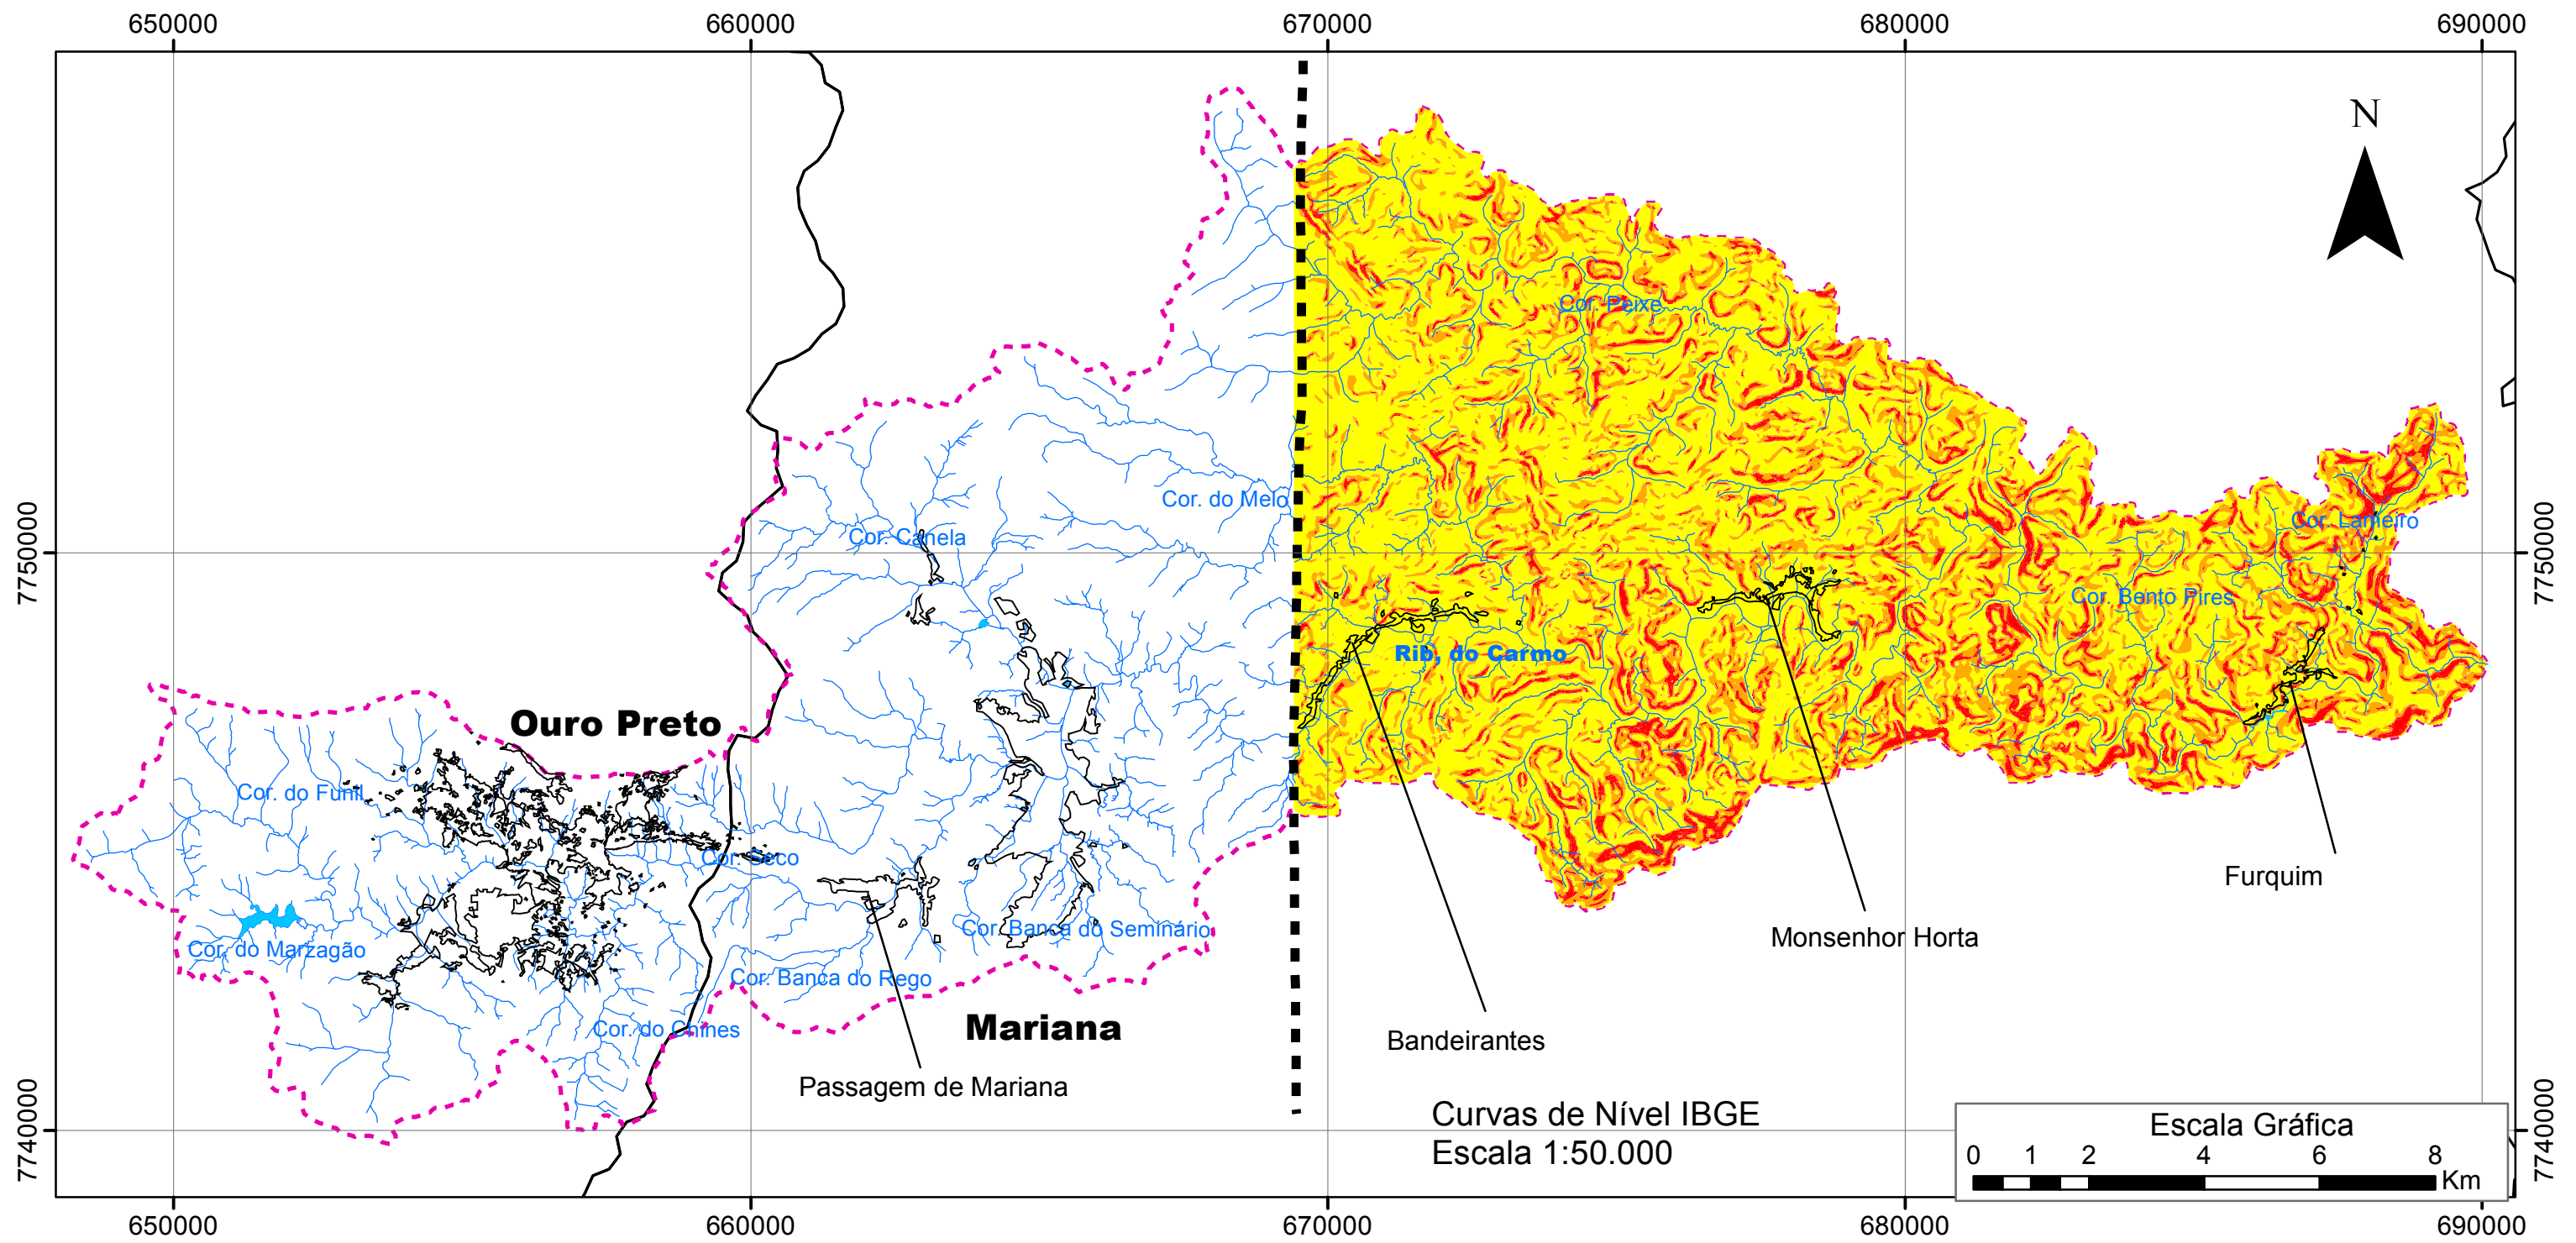 650000 660000 670000 680000 690000
N
Cor. Peixe
Cor. do Melo
Cor. Lameiro
Cor. Canela
7750000
7750000
Cor. Bento Pires
Rib, do Carmo
Ouro Preto
Cor. do Funil
Cor. Seco
Furquim
Cor. Banca do Seminário
Monsenhor Horta
Cor. do Marzagão
Cor. Banca do Rego
Cor. do Chines
Mariana
Bandeirantes
Passagem de Mariana
Curvas de Nível IBGE
Escala 1:50.000
7740000
7740000
Escala Gráfica
0 1 2 4 6 8
Km
650000 660000 670000 680000 690000